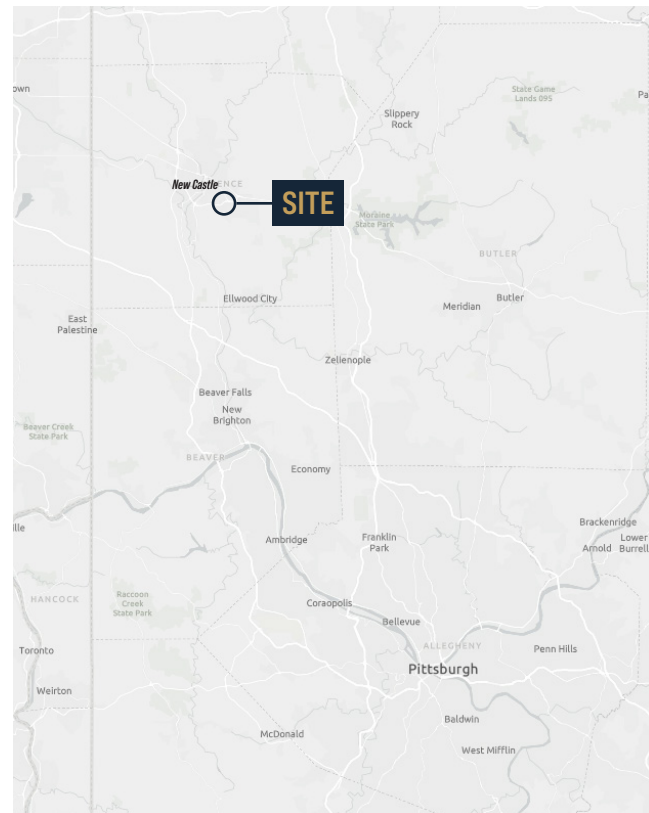 own
State Game
Lands 095
Pa
Slippery
Rock
New Castle
ENCE
SITE
Moraine
State Park
BUTLER
Ellwood City
Meridian
Butler
East
Palestine
Zelienople
Beaver Falls
New
Brighton
Beaver Creek
State Park
BEAVER
Economy
Brackenridge
lle
Ambridge
Franklin
Park
Arnold
Lower
Burrell
HANCOCK
Raccoon
Creek
State Park
Coraopolis
Bellevue
ALLEGHENY
Toronto
Penn Hills
Pittsburgh
Weirton
Baldwin
McDonald
West Mifflin